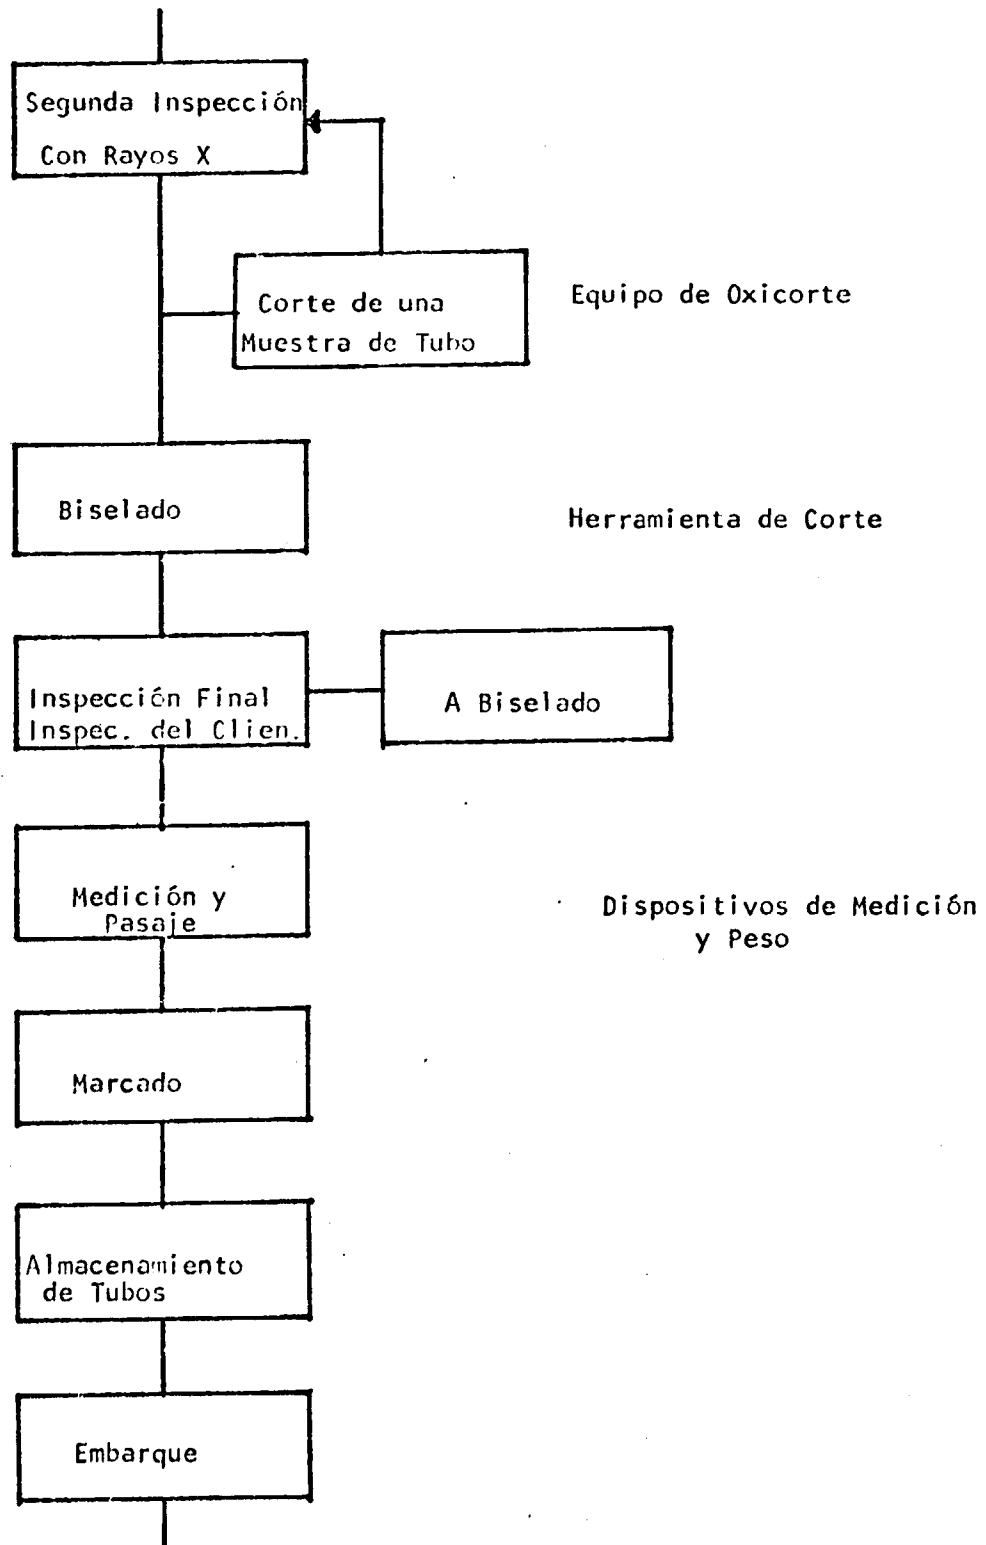 Segunda Inspección
Con Rayos X
Corte de una
Muestra de Tubo
Equipo de Oxicorte
Biselado
Herramienta de Corte
Inspección Final
Inspec. del Clien.
A Biselado
Medición y
Pasaje
Dispositivos de Medición
y Peso
Marcado
Almacenamiento
de Tubos
Embarque